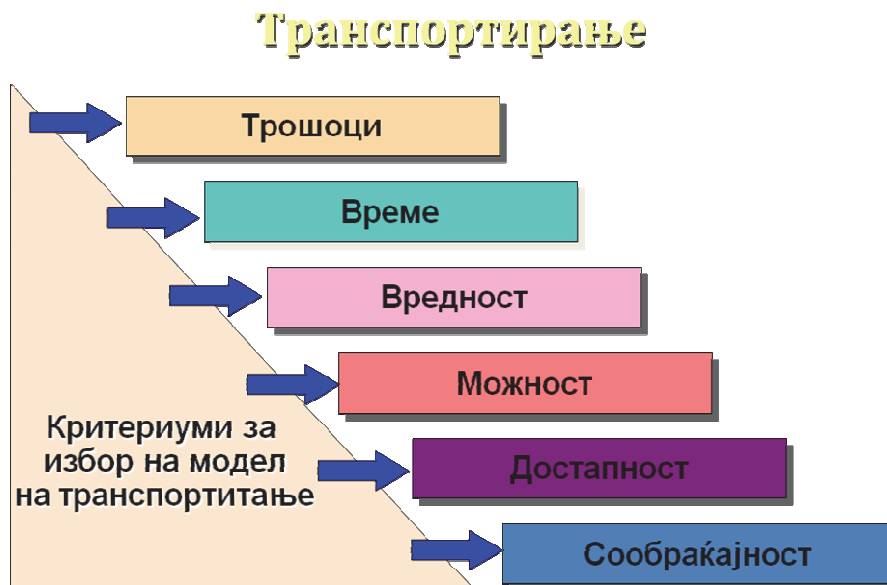 Транспортирање
Трошоци
Време
Вредност
Можност
Критериуми за
избор на модел
на транспортитање
Достапност
Сообраќајност